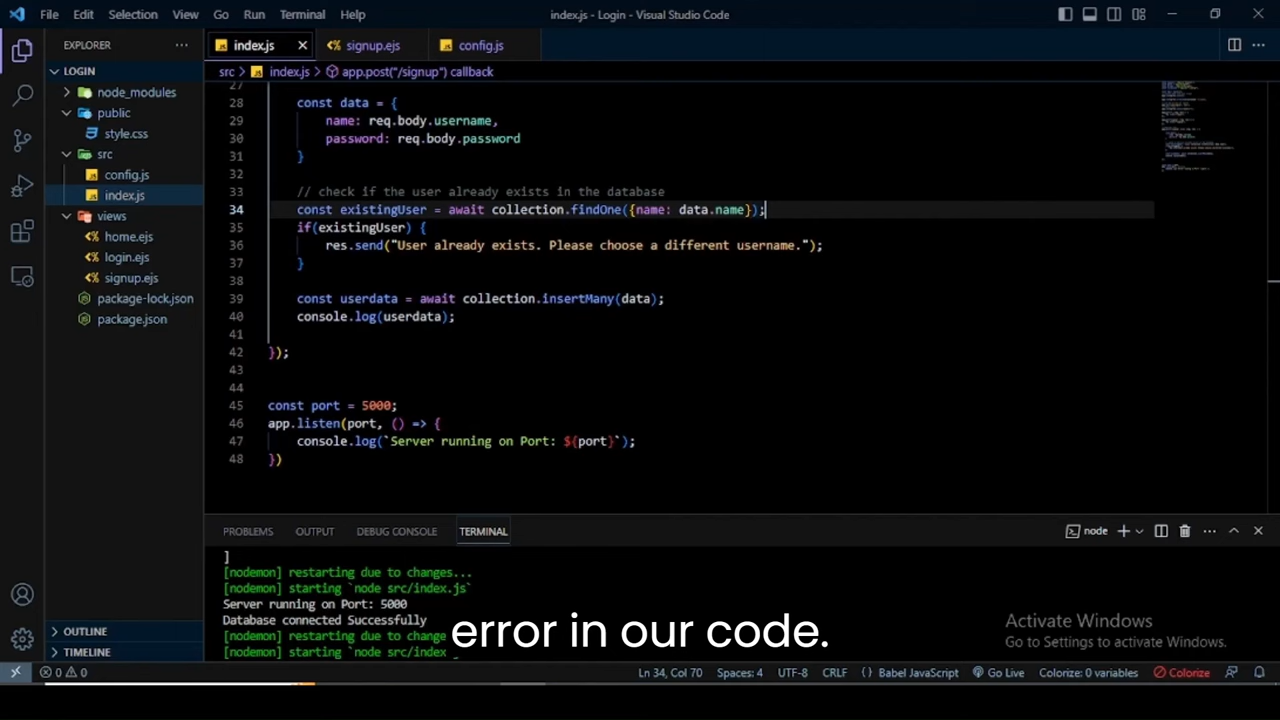 File Edit Selection View Go Run Terminal Help
index.js - Login - Visual Studio Code
EXPLORER
index.js
signup.ejs
config.js
LOGIN
node_modules
public
style.css
src
config.js
index.js
views
home.ejs
login.ejs
signup.ejs
package-lock.json
package.json
OUTLINE
TIMELINE
src > index.js > app.post("/signup") callback
27
28 const data = {
29 name: req.body.username,
30 password: req.body.password
31 }
32
33 // check if the user already exists in the database
34 const existingUser = await collection.findOne({name: data.name});
35 if(existingUser) {
36 res.send("User already exists. Please choose a different username.");
37 }
38
39 const userdata = await collection.insertMany(data);
40 console.log(userdata);
41
42 });
43
44
45 const port = 5000;
46 app.listen(port, () => {
47 console.log(`Server running on Port: ${port}`);
48 })
PROBLEMS OUTPUT DEBUG CONSOLE TERMINAL
node
]
[nodemon] restarting due to changes...
[nodemon] starting `node src/index.js`
Server running on Port: 5000
Database connected Successfully
[nodemon] restarting due to change
[nodemon] starting `node src/index
error in our code.
Activate Windows
Go to Settings to activate Windows.
0 0
Ln 34, Col 70 Spaces: 4 UTF-8 CRLF {} Babel JavaScript Go Live Colorize: 0 variables Colorize